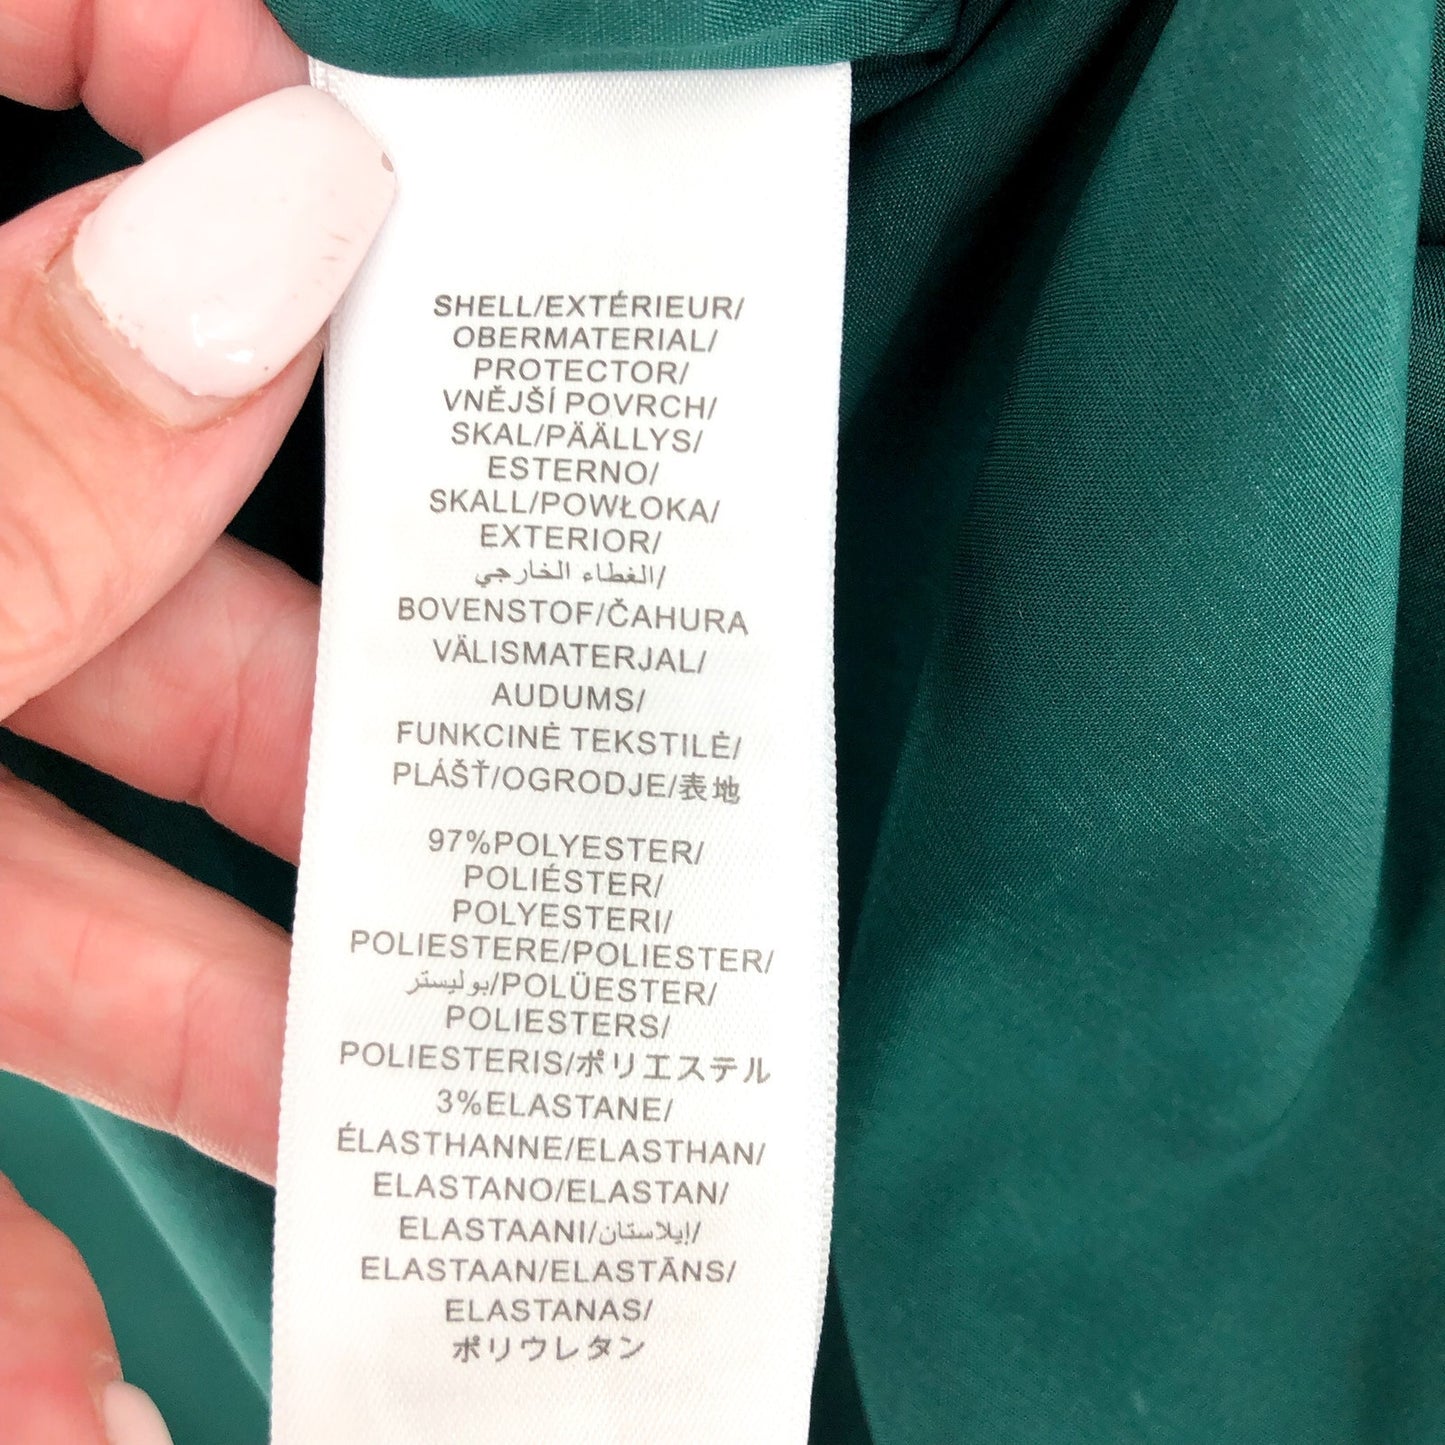 SHELL/EXTÉRIEUR/
OBERMATERIAL/
PROTECTOR/
VNĚJŠÍ POVRCH/
SKAL/PÄÄLLYS/
ESTERNO/
SKALL/POWŁOKA/
EXTERIOR/
الغطاء الخارجي/
BOVENSTOF/ČAHURA
VÄLISMATERJAL/
AUDUMS/
FUNKCINĖ TEKSTILĖ/
PLÁŠŤ/OGRODJE/表地
97%POLYESTER/
POLIÉSTER/
POLYESTERI/
POLIESTERE/POLIESTER/
بوليستر/POLÜESTER/
POLIESTERS/
POLIESTERIS/ポリエステル
3%ELASTANE/
ÉLASTHANNE/ELASTHAN/
ELASTANO/ELASTAN/
ELASTAANI/إيلاستان/
ELASTAAN/ELASTĀNS/
ELASTANAS/
ポリウレタン